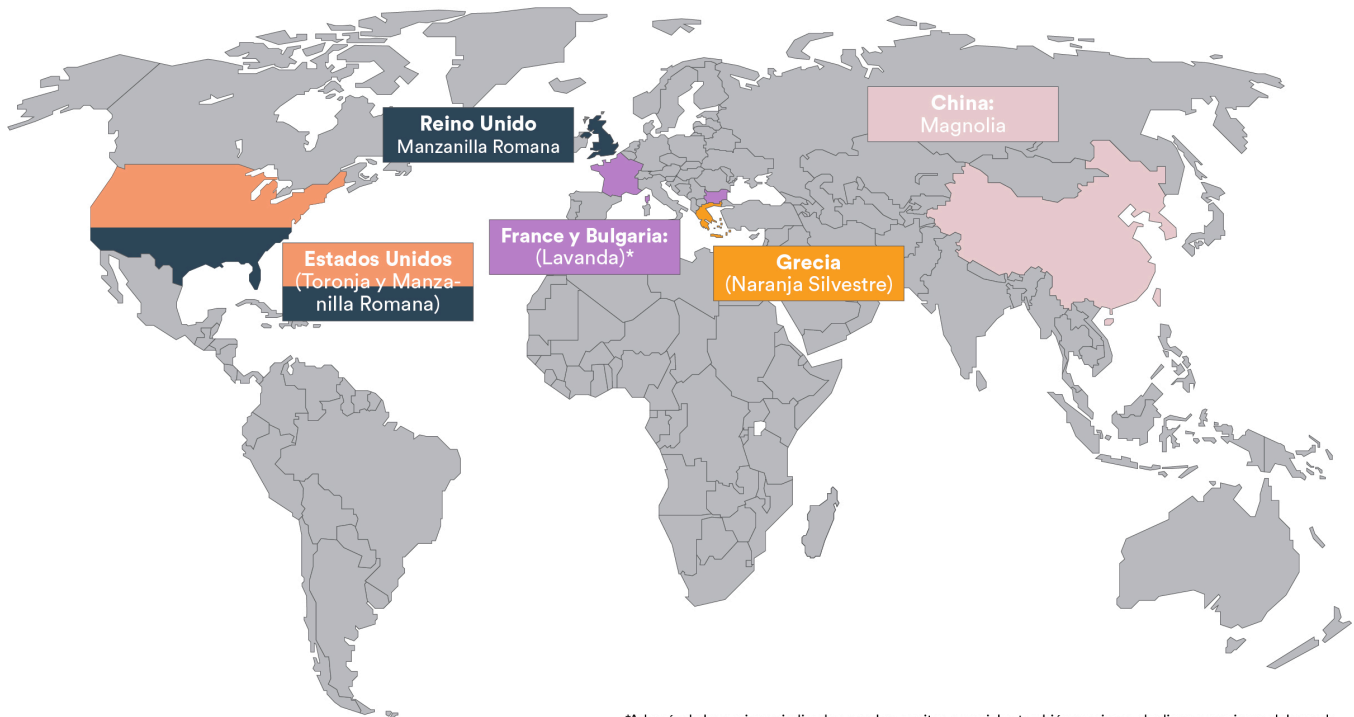 Reino Unido
Manzanilla Romana
China:
Magnolia
France y Bulgaria:
(Lavanda)*
Estados Unidos
(Toronja y Manza-
nilla Romana)
Grecia
(Naranja Silvestre)